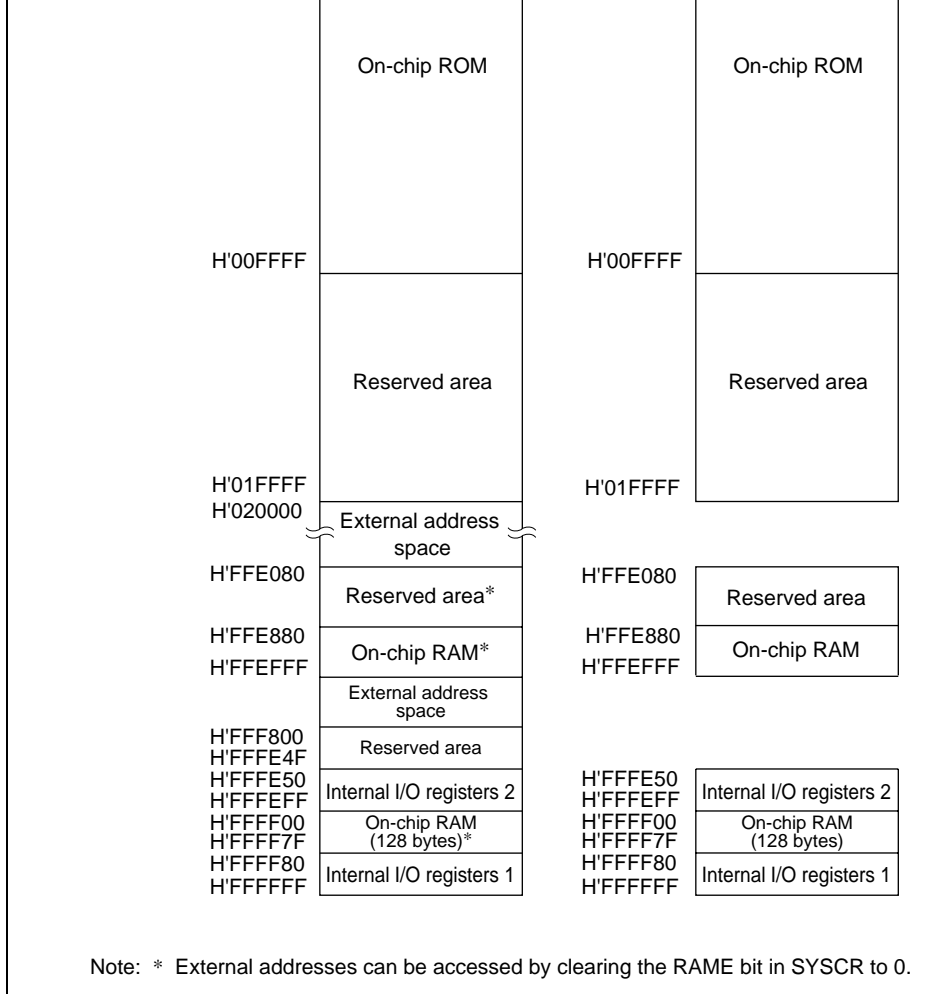 On-chip ROM
H'00FFFF
Reserved area
H'01FFFF
H'020000
External address
space
H'FFE080
Reserved area*
H'FFE880
On-chip RAM*
H'FFEFFF
External address
space
H'FFF800
Reserved area
H'FFFE4F
H'FFFE50
Internal I/O registers 2
H'FFFEFF
H'FFFF00
On-chip RAM
(128 bytes)*
H'FFFF7F
H'FFFF80
Internal I/O registers 1
H'FFFFFF
On-chip ROM
H'00FFFF
Reserved area
H'01FFFF
H'FFE080
Reserved area
H'FFE880
On-chip RAM
H'FFEFFF
H'FFFE50
Internal I/O registers 2
H'FFFEFF
H'FFFF00
On-chip RAM
(128 bytes)
H'FFFF7F
H'FFFF80
Internal I/O registers 1
H'FFFFFF
Note: * External addresses can be accessed by clearing the RAME bit in SYSCR to 0.